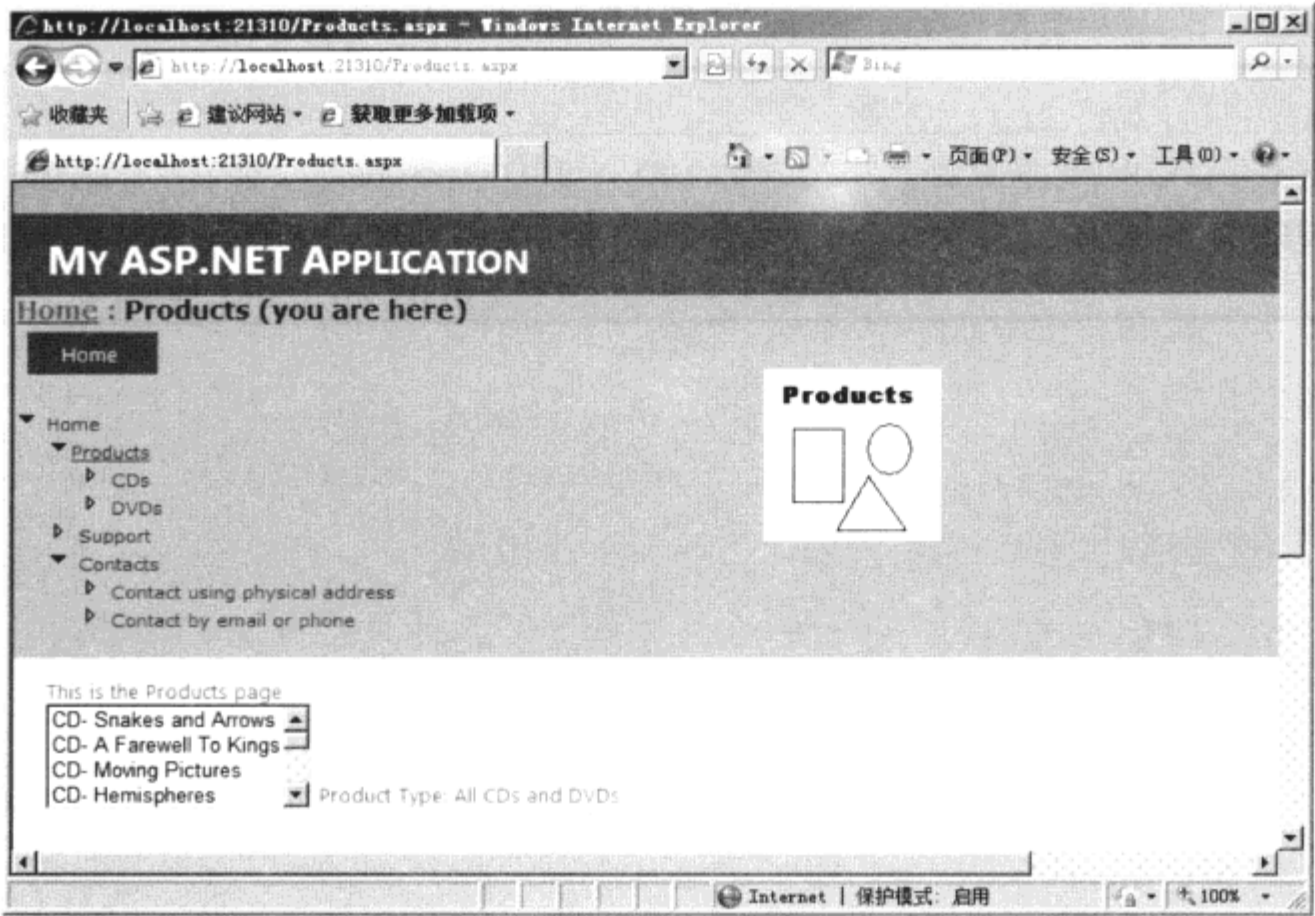 http://localhost:21310/Products.aspx - Windows Internet Explorer
http://localhost:21310/Products.aspx
Bing
收藏夹 建议网站 获取更多加载项
http://localhost:21310/Products.aspx 页面(P) 安全(S) 工具(O)
MY ASP.NET APPLICATION
Home : Products (you are here)
Home
Products
Home
Products
CDs
DVDs
Support
Contacts
Contact using physical address
Contact by email or phone
This is the Products page
CD- Snakes and Arrows
CD- A Farewell To Kings
CD- Moving Pictures
CD- Hemispheres
Product Type: All CDs and DVDs
Internet | 保护模式: 启用 100%